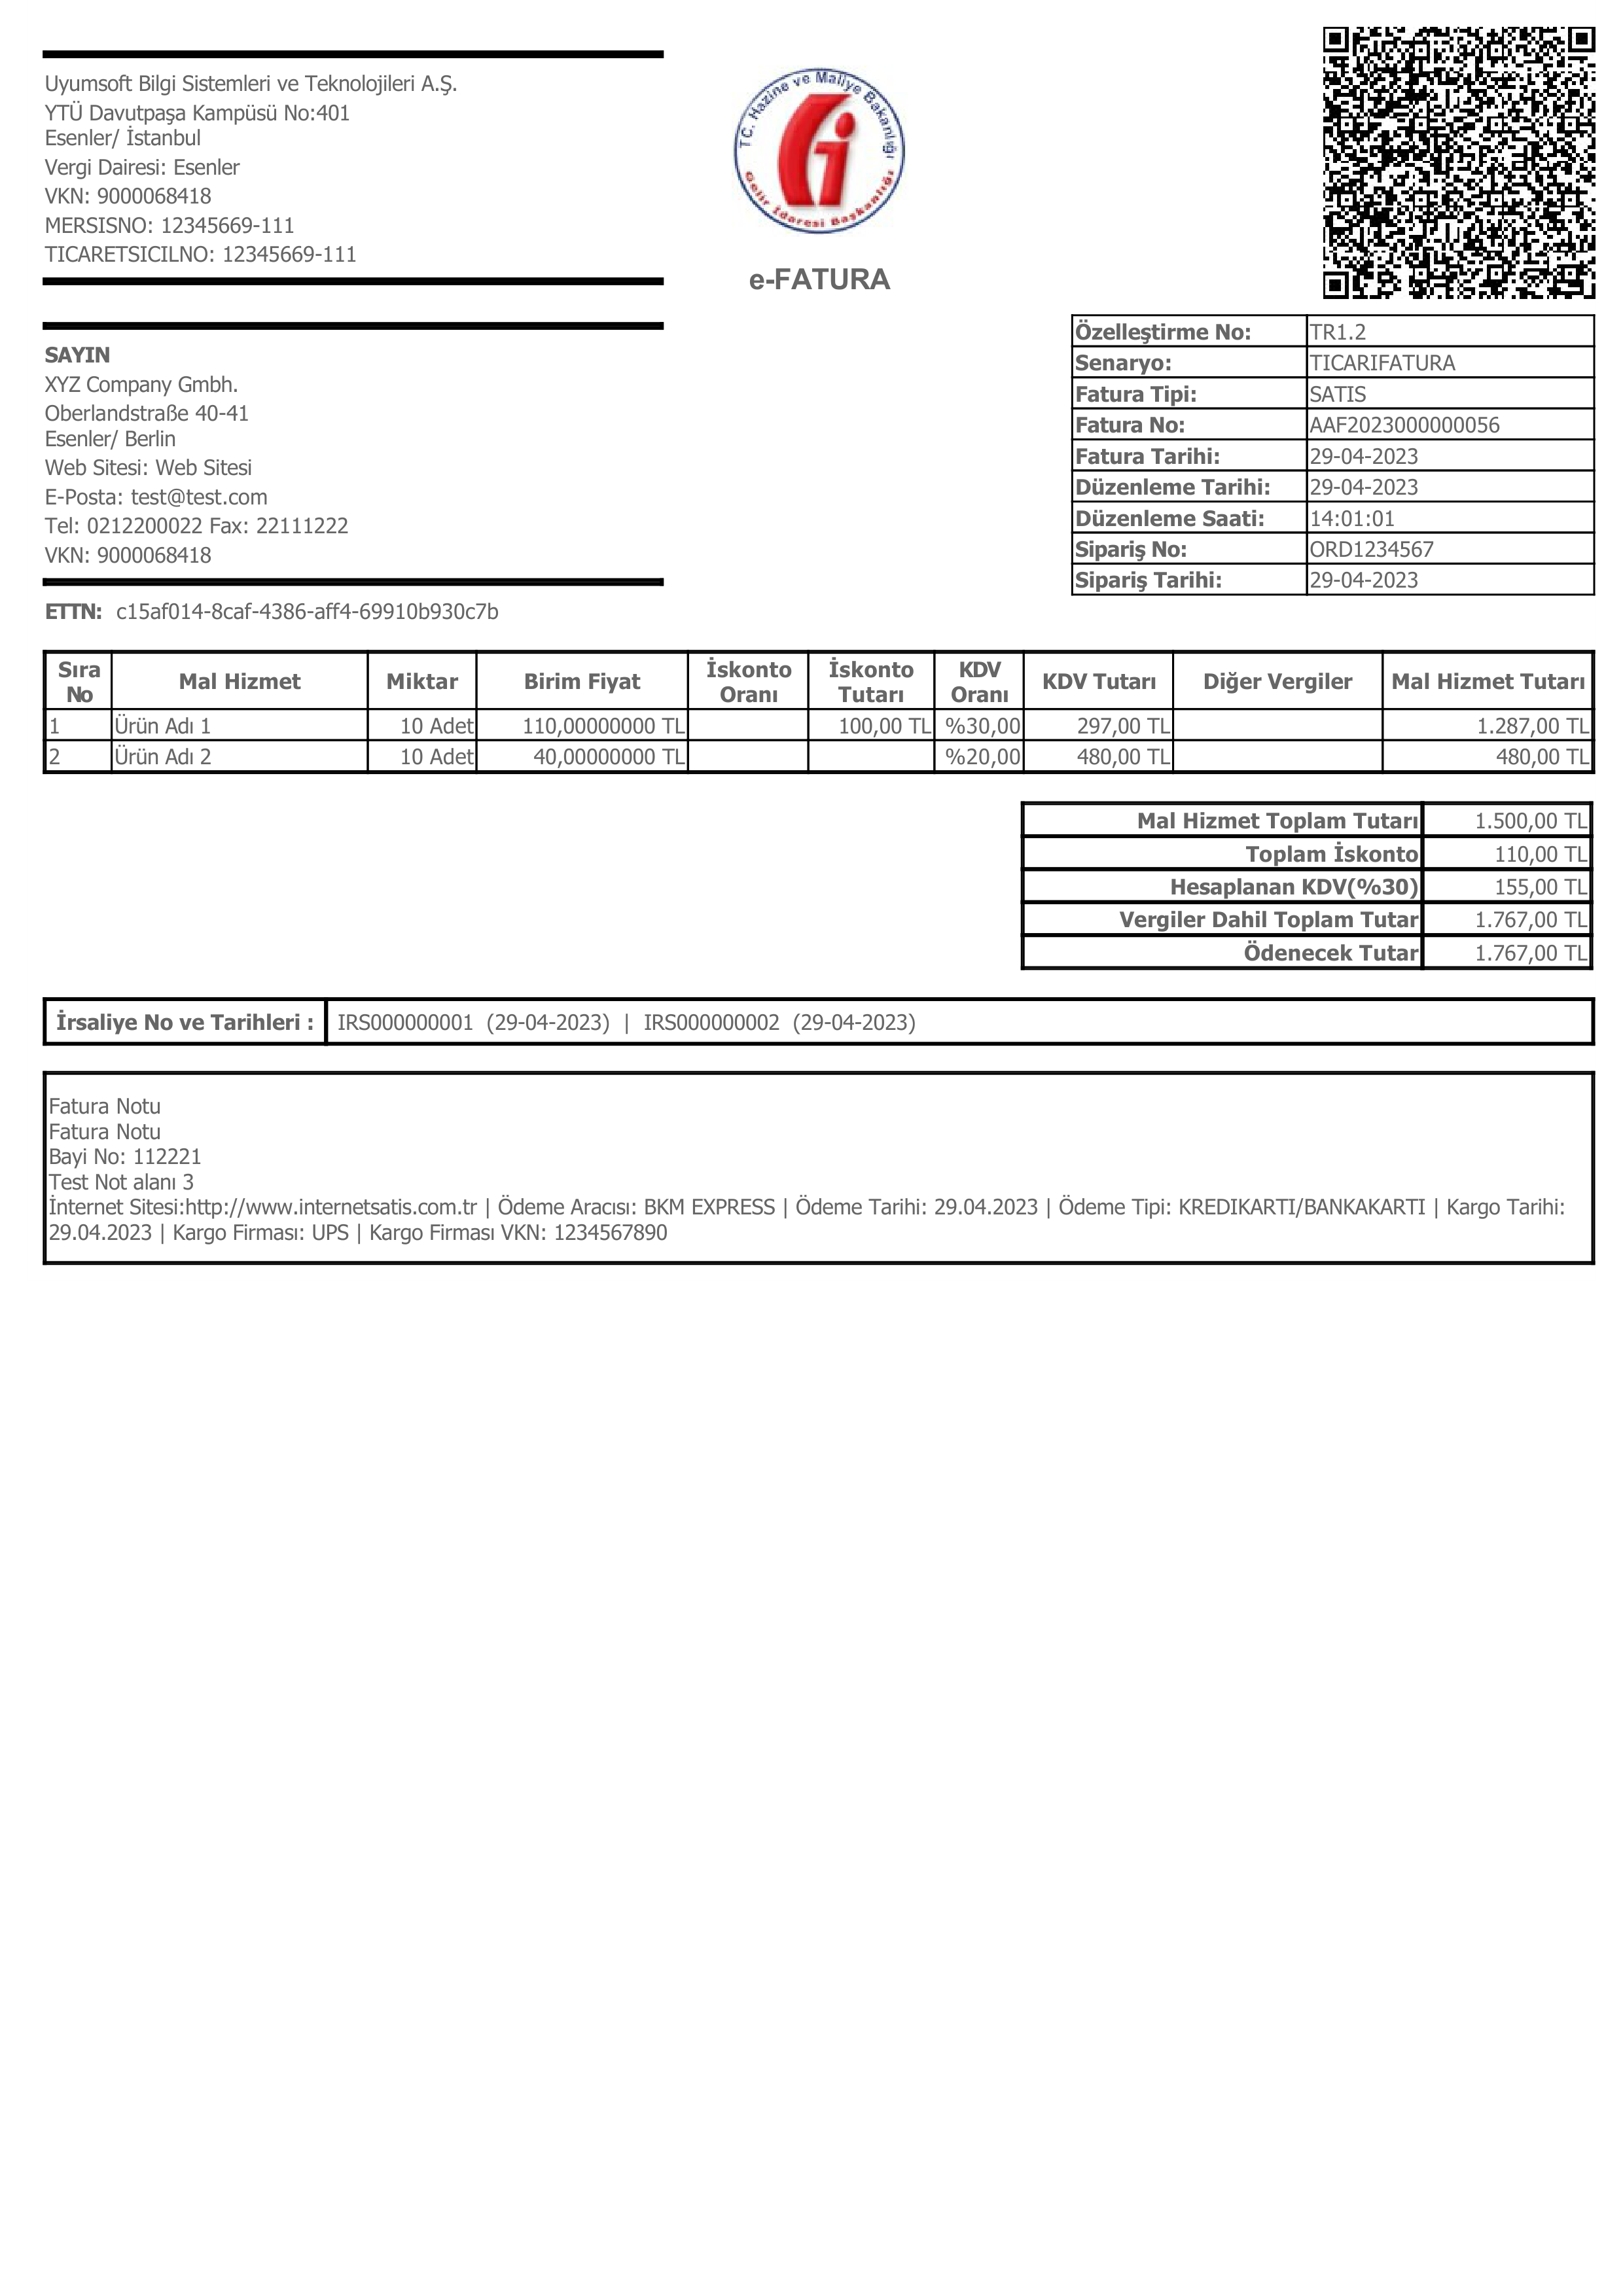 Uyumsoft Bilgi Sistemleri ve Teknolojileri A.Ş.
YTÜ Davutpaşa Kampüsü No:401
Esenler/ İstanbul
Vergi Dairesi: Esenler
VKN: 9000068418
MERSISNO: 12345669-111
TICARETSICILNO: 12345669-111
T.C. Hazine ve Maliye Bakanlığı
Gelir İdaresi Başkanlığı
e-FATURA
SAYIN
XYZ Company Gmbh.
Oberlandstraße 40-41
Esenler/ Berlin
Web Sitesi: Web Sitesi
E-Posta: test@test.com
Tel: 0212200022 Fax: 22111222
VKN: 9000068418
ETTN: c15af014-8caf-4386-aff4-69910b930c7b
Özelleştirme No: TR1.2
Senaryo: TICARIFATURA
Fatura Tipi: SATIS
Fatura No: AAF2023000000056
Fatura Tarihi: 29-04-2023
Düzenleme Tarihi: 29-04-2023
Düzenleme Saati: 14:01:01
Sipariş No: ORD1234567
Sipariş Tarihi: 29-04-2023
Sıra No Mal Hizmet Miktar Birim Fiyat İskonto Oranı İskonto Tutarı KDV Oranı KDV Tutarı Diğer Vergiler Mal Hizmet Tutarı
1 Ürün Adı 1 10 Adet 110,00000000 TL 100,00 TL %30,00 297,00 TL 1.287,00 TL
2 Ürün Adı 2 10 Adet 40,00000000 TL %20,00 480,00 TL 480,00 TL
Mal Hizmet Toplam Tutarı 1.500,00 TL
Toplam İskonto 110,00 TL
Hesaplanan KDV(%30) 155,00 TL
Vergiler Dahil Toplam Tutar 1.767,00 TL
Ödenecek Tutar 1.767,00 TL
İrsaliye No ve Tarihleri : IRS000000001 (29-04-2023) | IRS000000002 (29-04-2023)
Fatura Notu
Fatura Notu
Bayi No: 112221
Test Not alanı 3
İnternet Sitesi:http://www.internetsatis.com.tr | Ödeme Aracısı: BKM EXPRESS | Ödeme Tarihi: 29.04.2023 | Ödeme Tipi: KREDIKARTI/BANKAKARTI | Kargo Tarihi:
29.04.2023 | Kargo Firması: UPS | Kargo Firması VKN: 1234567890